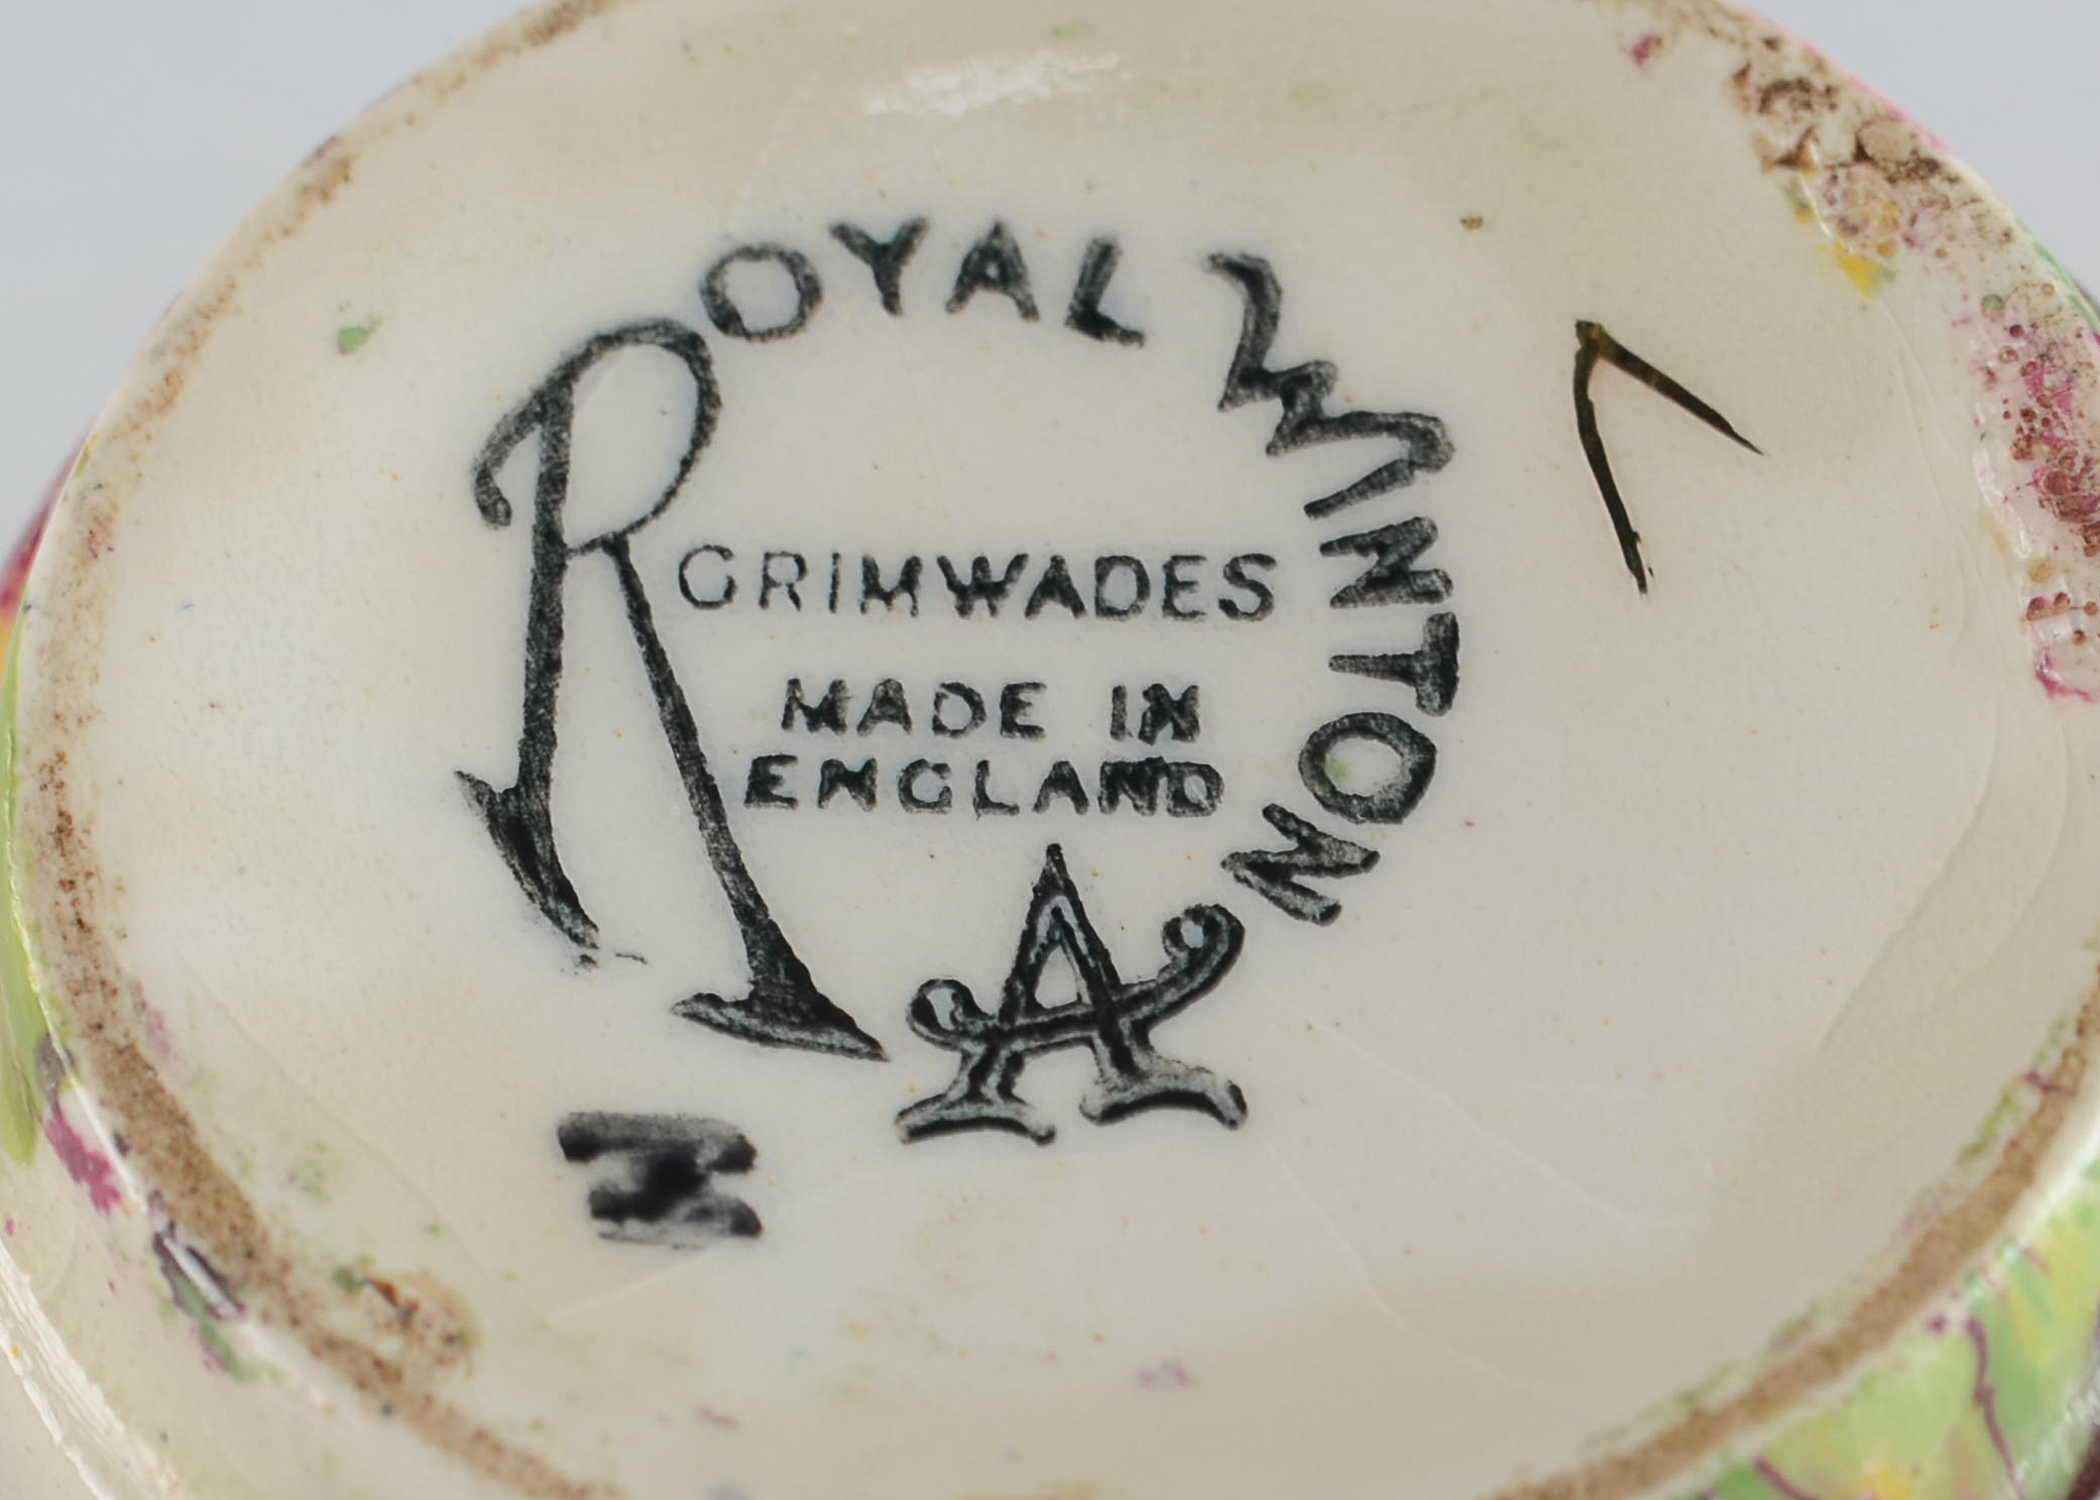 ROYAL WINTON
GRIMWADES
MADE IN
ENGLAND
A